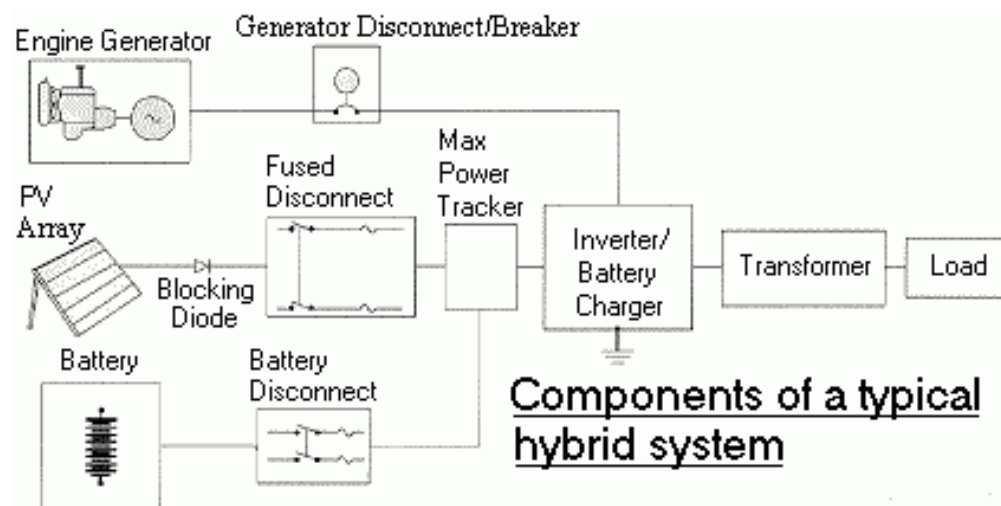 Generator Disconnect/Breaker
Engine Generator
Max
Power
Tracker
Fused
Disconnect
PV
Array
Blocking
Diode
Inverter/
Battery
Charger
Transformer
Load
Battery
Battery
Disconnect
Components of a typical
hybrid system